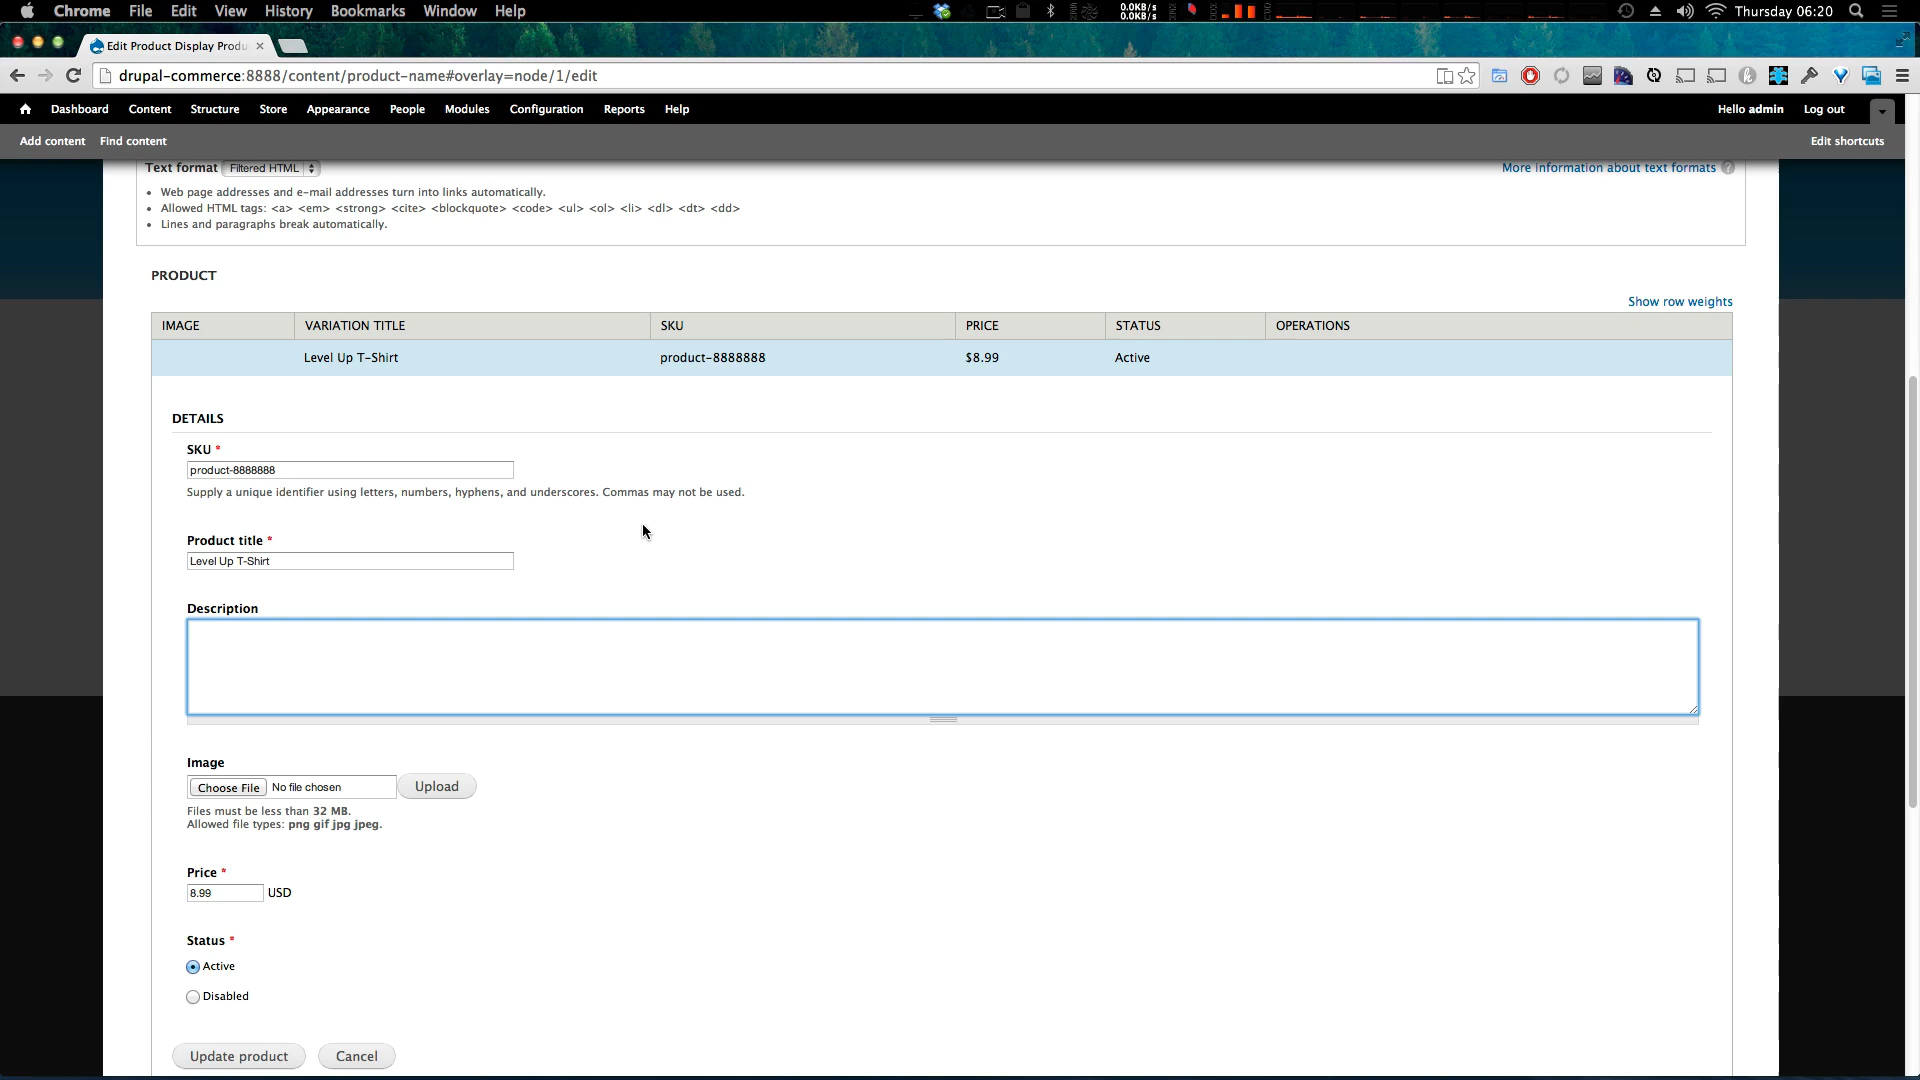 Chrome File Edit View History Bookmarks Window Help 0.0KB/s 0.0KB/s Thursday 06:20
Edit Product Display Produ
drupal-commerce:8888/content/product-name#overlay=node/1/edit
Dashboard Content Structure Store Appearance People Modules Configuration Reports Help Hello admin Log out
Add content Find content Edit shortcuts
Text format Filtered HTML More information about text formats ?
• Web page addresses and e-mail addresses turn into links automatically.
• Allowed HTML tags: <a> <em> <strong> <cite> <blockquote> <code> <ul> <ol> <li> <dl> <dt> <dd>
• Lines and paragraphs break automatically.
PRODUCT
Show row weights
IMAGE VARIATION TITLE SKU PRICE STATUS OPERATIONS
Level Up T-Shirt product-8888888 $8.99 Active
DETAILS
SKU *
product-8888888
Supply a unique identifier using letters, numbers, hyphens, and underscores. Commas may not be used.
Product title *
Level Up T-Shirt
Description
Image
Choose File No file chosen Upload
Files must be less than 32 MB.
Allowed file types: png gif jpg jpeg.
Price *
8.99 USD
Status *
Active
Disabled
Update product Cancel